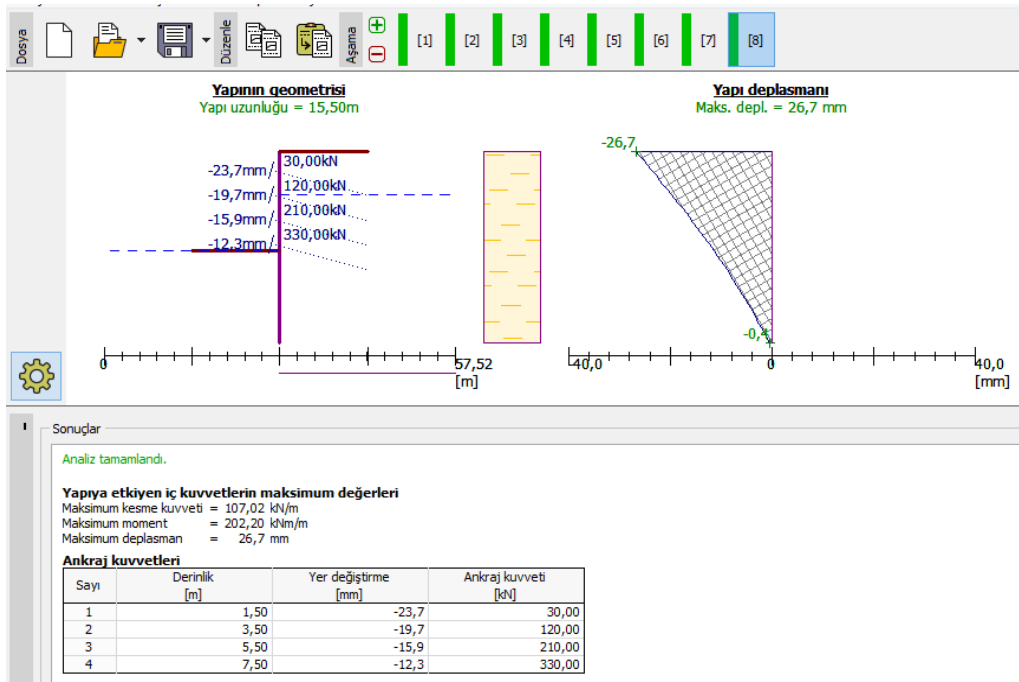 Dosya
Düzenle
Aşama
[1]
[2]
[3]
[4]
[5]
[6]
[7]
[8]
Yapının geometrisi
Yapı uzunluğu = 15,50m
-23,7mm
30,00kN
-19,7mm
120,00kN
-15,9mm
210,00kN
-12,3mm
330,00kN
0
57,52
[m]
Yapı deplasmanı
Maks. depl. = 26,7 mm
-26,7
-0,4
-40,0
0
40,0
[mm]
Sonuçlar
Analiz tamamlandı.
Yapıya etkiyen iç kuvvetlerin maksimum değerleri
Maksimum kesme kuvveti = 107,02 kN/m
Maksimum moment = 202,20 kNm/m
Maksimum deplasman = 26,7 mm
Ankraj kuvvetleri
Sayı Derinlik [m] Yer değiştirme [mm] Ankraj kuvveti [kN]
1 1,50 -23,7 30,00
2 3,50 -19,7 120,00
3 5,50 -15,9 210,00
4 7,50 -12,3 330,00